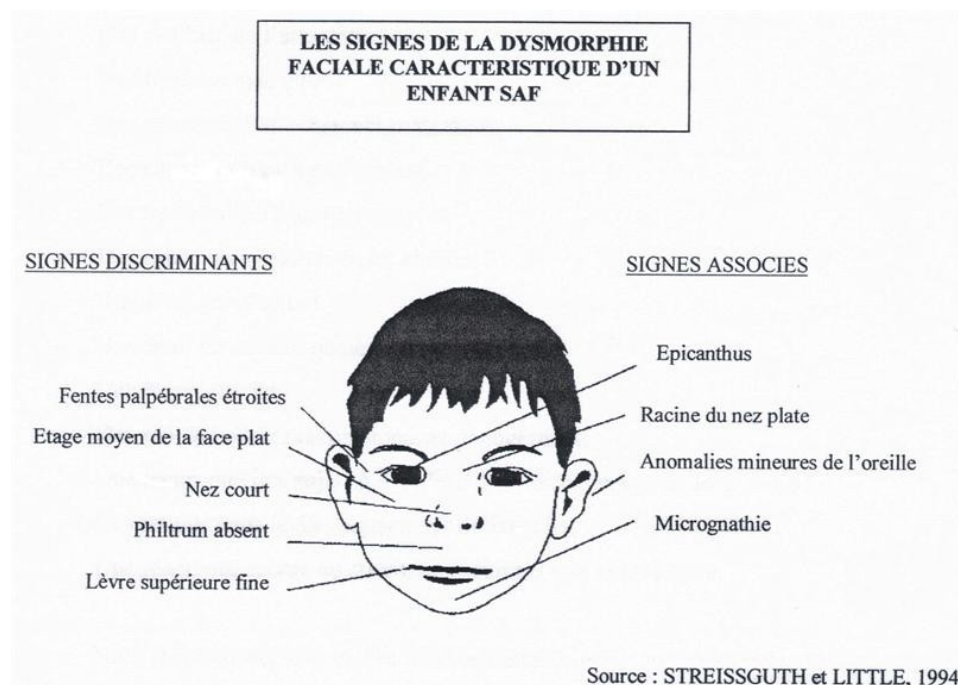 LES SIGNES DE LA DYSMORPHIE
FACIALE CARACTERISTIQUE D'UN
ENFANT SAF
SIGNES DISCRIMINANTS
Fentes palpébrales étroites
Etage moyen de la face plat
Nez court
Philtrum absent
Lèvre supérieure fine
SIGNES ASSOCIES
Epicanthus
Racine du nez plate
Anomalies mineures de l'oreille
Micrognathie
Source : STREISSGUTH et LITTLE, 1994